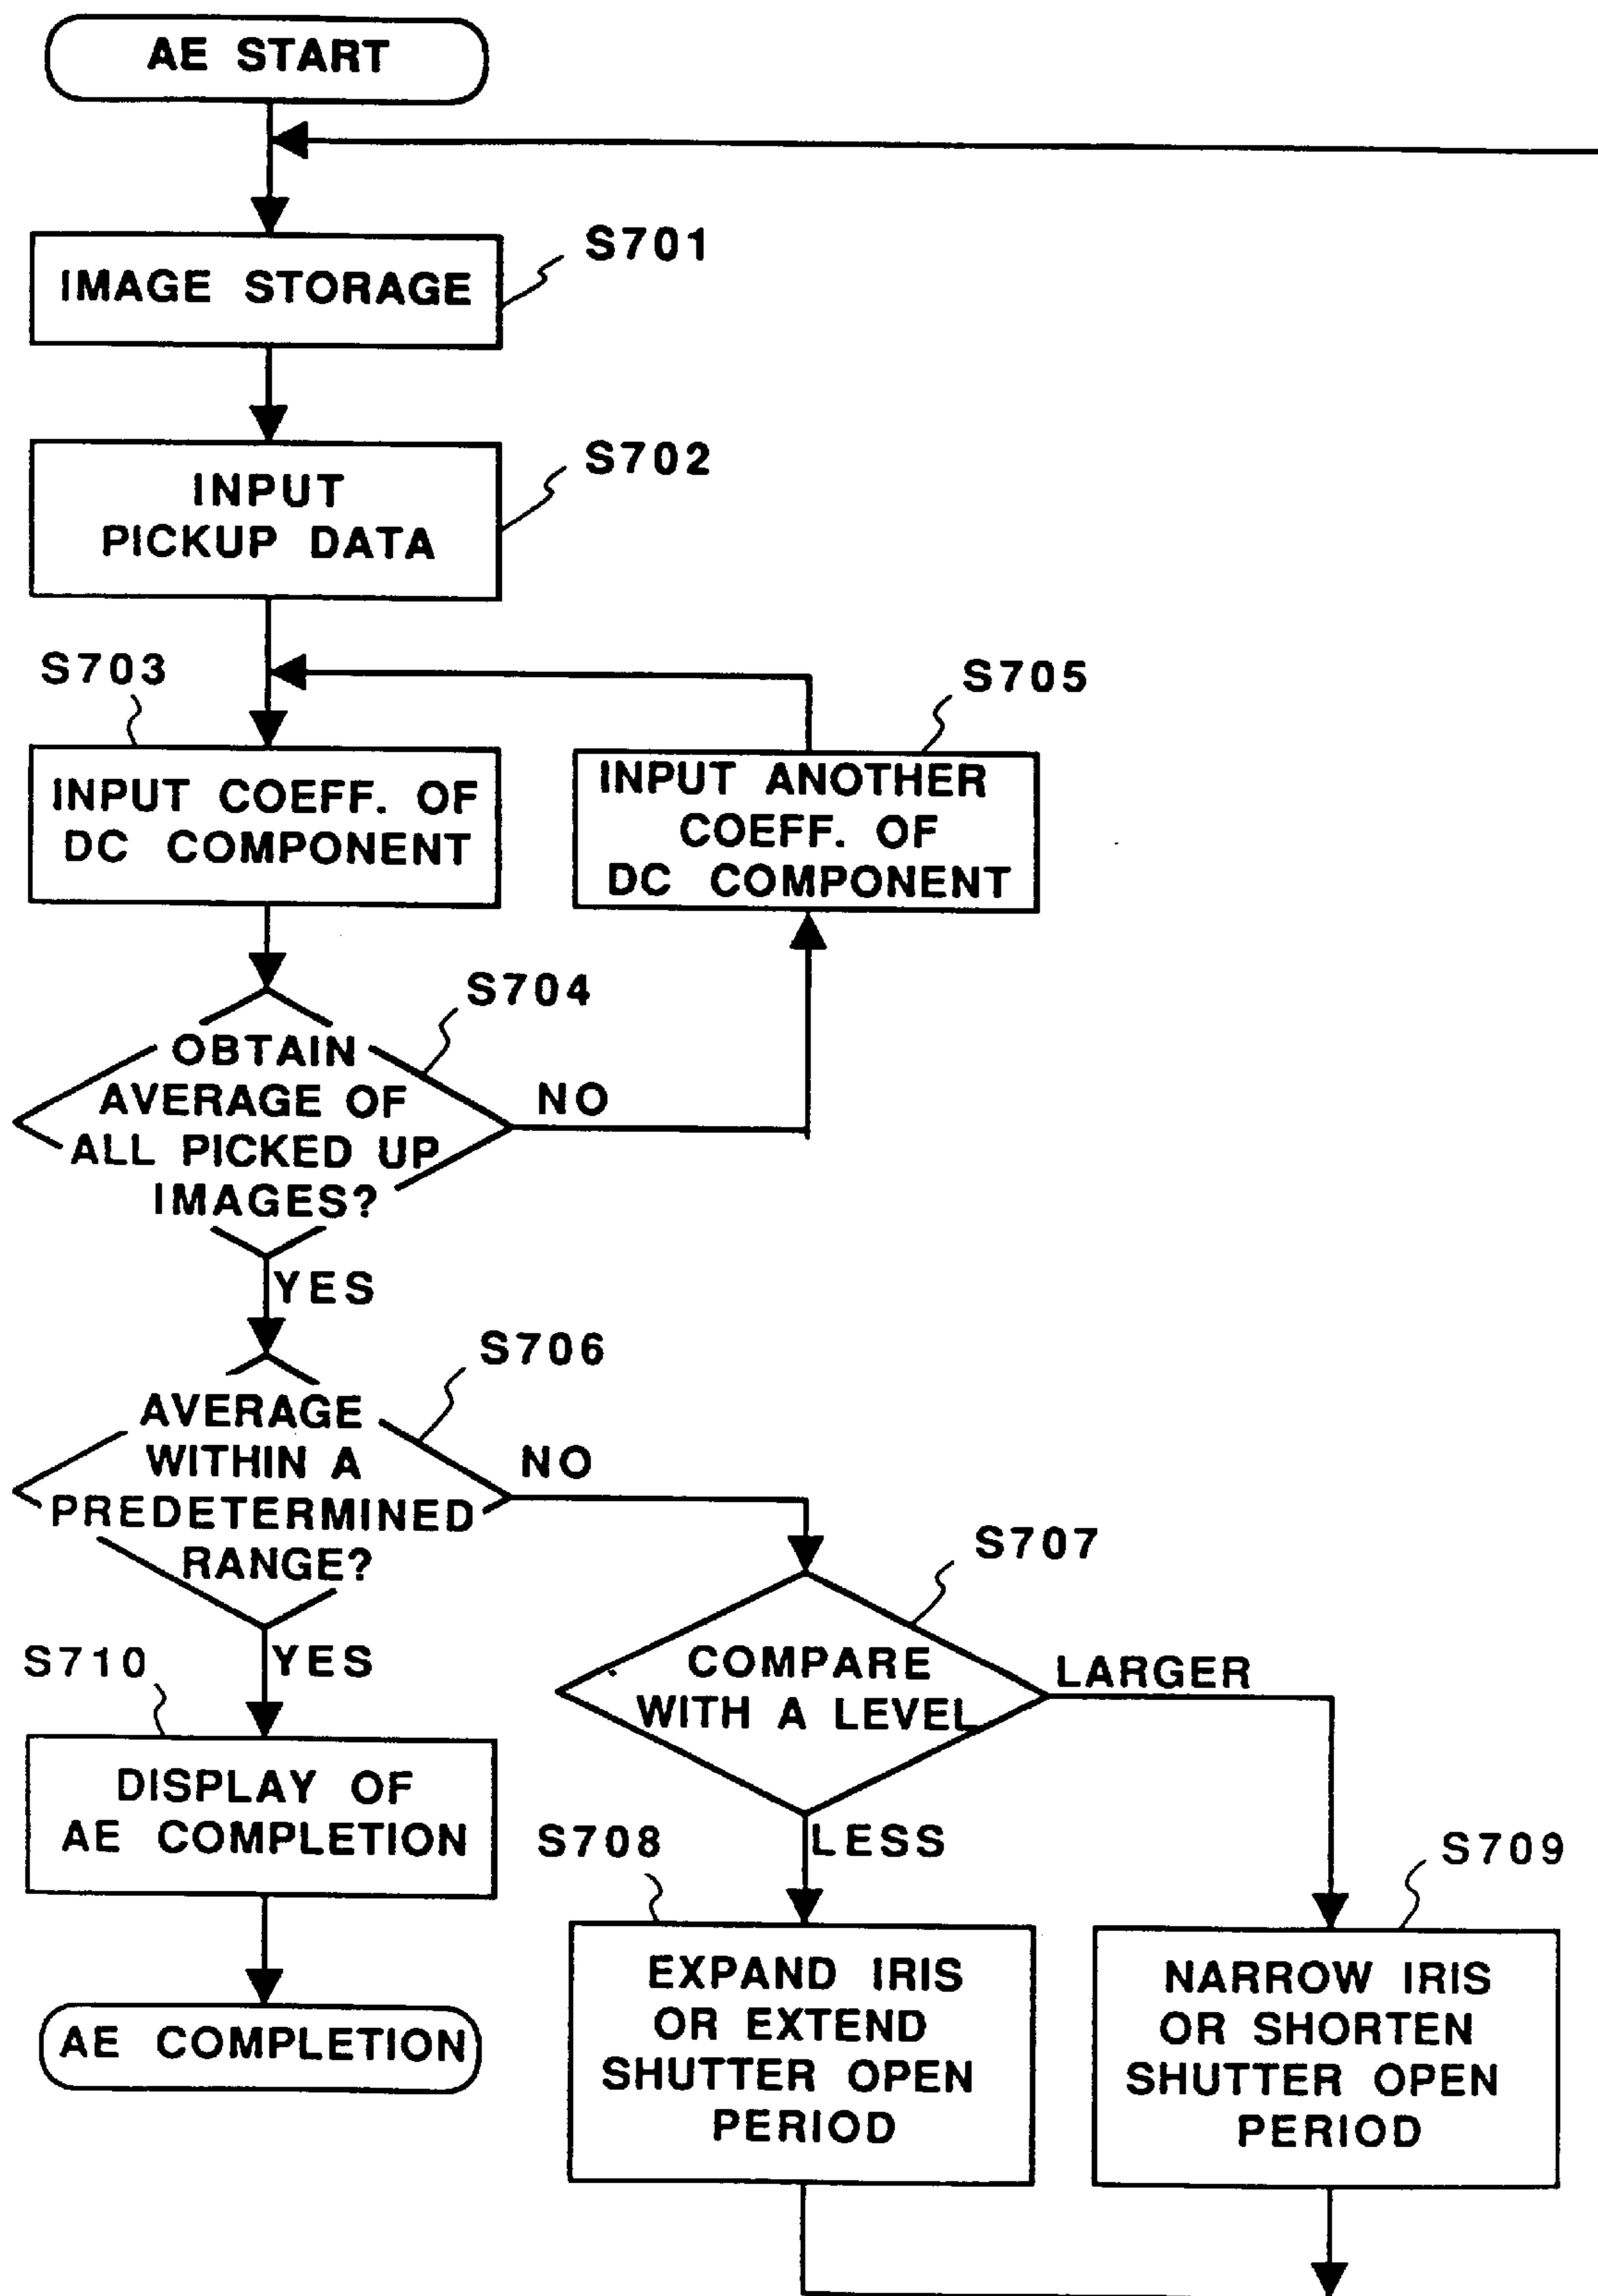 AE START
S701
IMAGE STORAGE
S702
INPUT
PICKUP DATA
S703
INPUT COEFF. OF
DC COMPONENT
S705
INPUT ANOTHER
COEFF. OF
DC COMPONENT
S704
OBTAIN
AVERAGE OF
ALL PICKED UP
IMAGES?
NO
YES
S706
AVERAGE
WITHIN A
PREDETERMINED
RANGE?
NO
YES
S707
COMPARE
WITH A LEVEL
LARGER
LESS
S710
DISPLAY OF
AE COMPLETION
AE COMPLETION
S708
EXPAND IRIS
OR EXTEND
SHUTTER OPEN
PERIOD
S709
NARROW IRIS
OR SHORTEN
SHUTTER OPEN
PERIOD